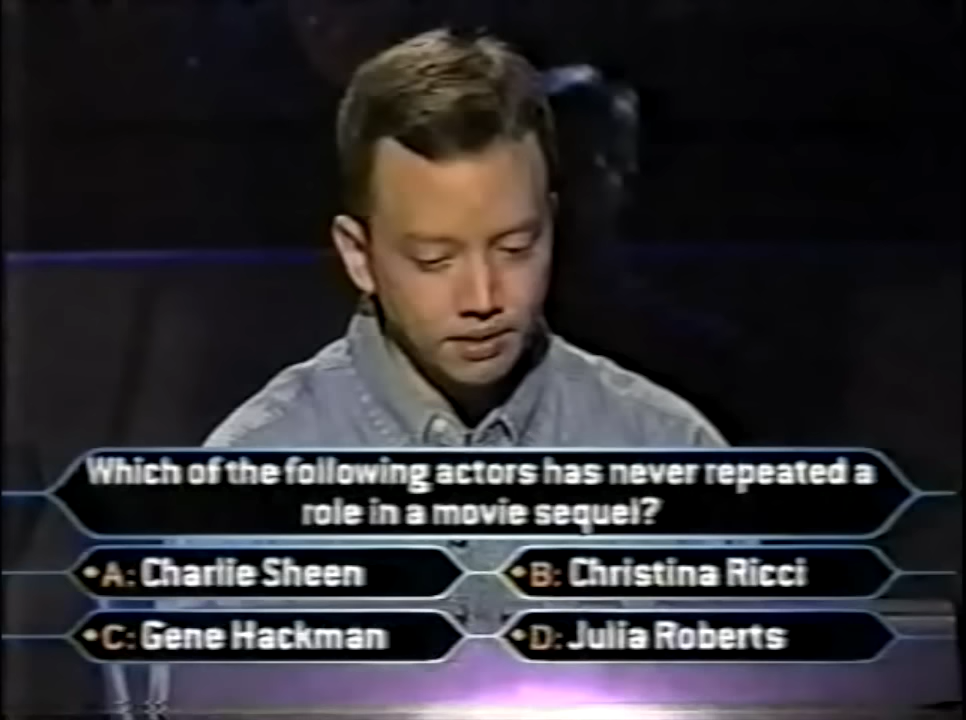 Which of the following actors has never repeated a
role in a movie sequel?
A: Charlie Sheen
B: Christina Ricci
C: Gene Hackman
D: Julia Roberts